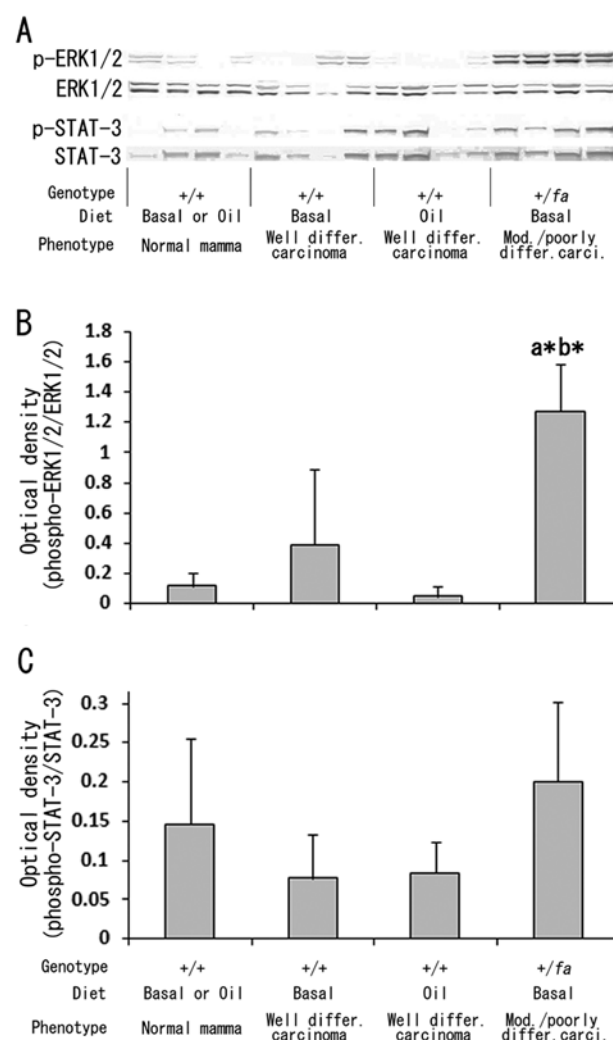 A
p-ERK1/2
ERK1/2
p-STAT-3
STAT-3
Genotype +/+ +/+ +/+ +/fa
Diet Basal or Oil Basal Oil Basal
Phenotype Normal mamma Well differ. carcinoma Well differ. carcinoma Mod./poorly differ.carci.
B
Optical density
(phospho-ERK1/2/ERK1/2)
1.8
1.6
1.4
1.2
1
0.8
0.6
0.4
0.2
0
a*b*
C
Optical density
(phospho-STAT-3/STAT-3)
0.3
0.25
0.2
0.15
0.1
0.05
0
Genotype +/+ +/+ +/+ +/fa
Diet Basal or Oil Basal Oil Basal
Phenotype Normal mamma Well differ. carcinoma Well differ. carcinoma Mod./poorly differ.carci.